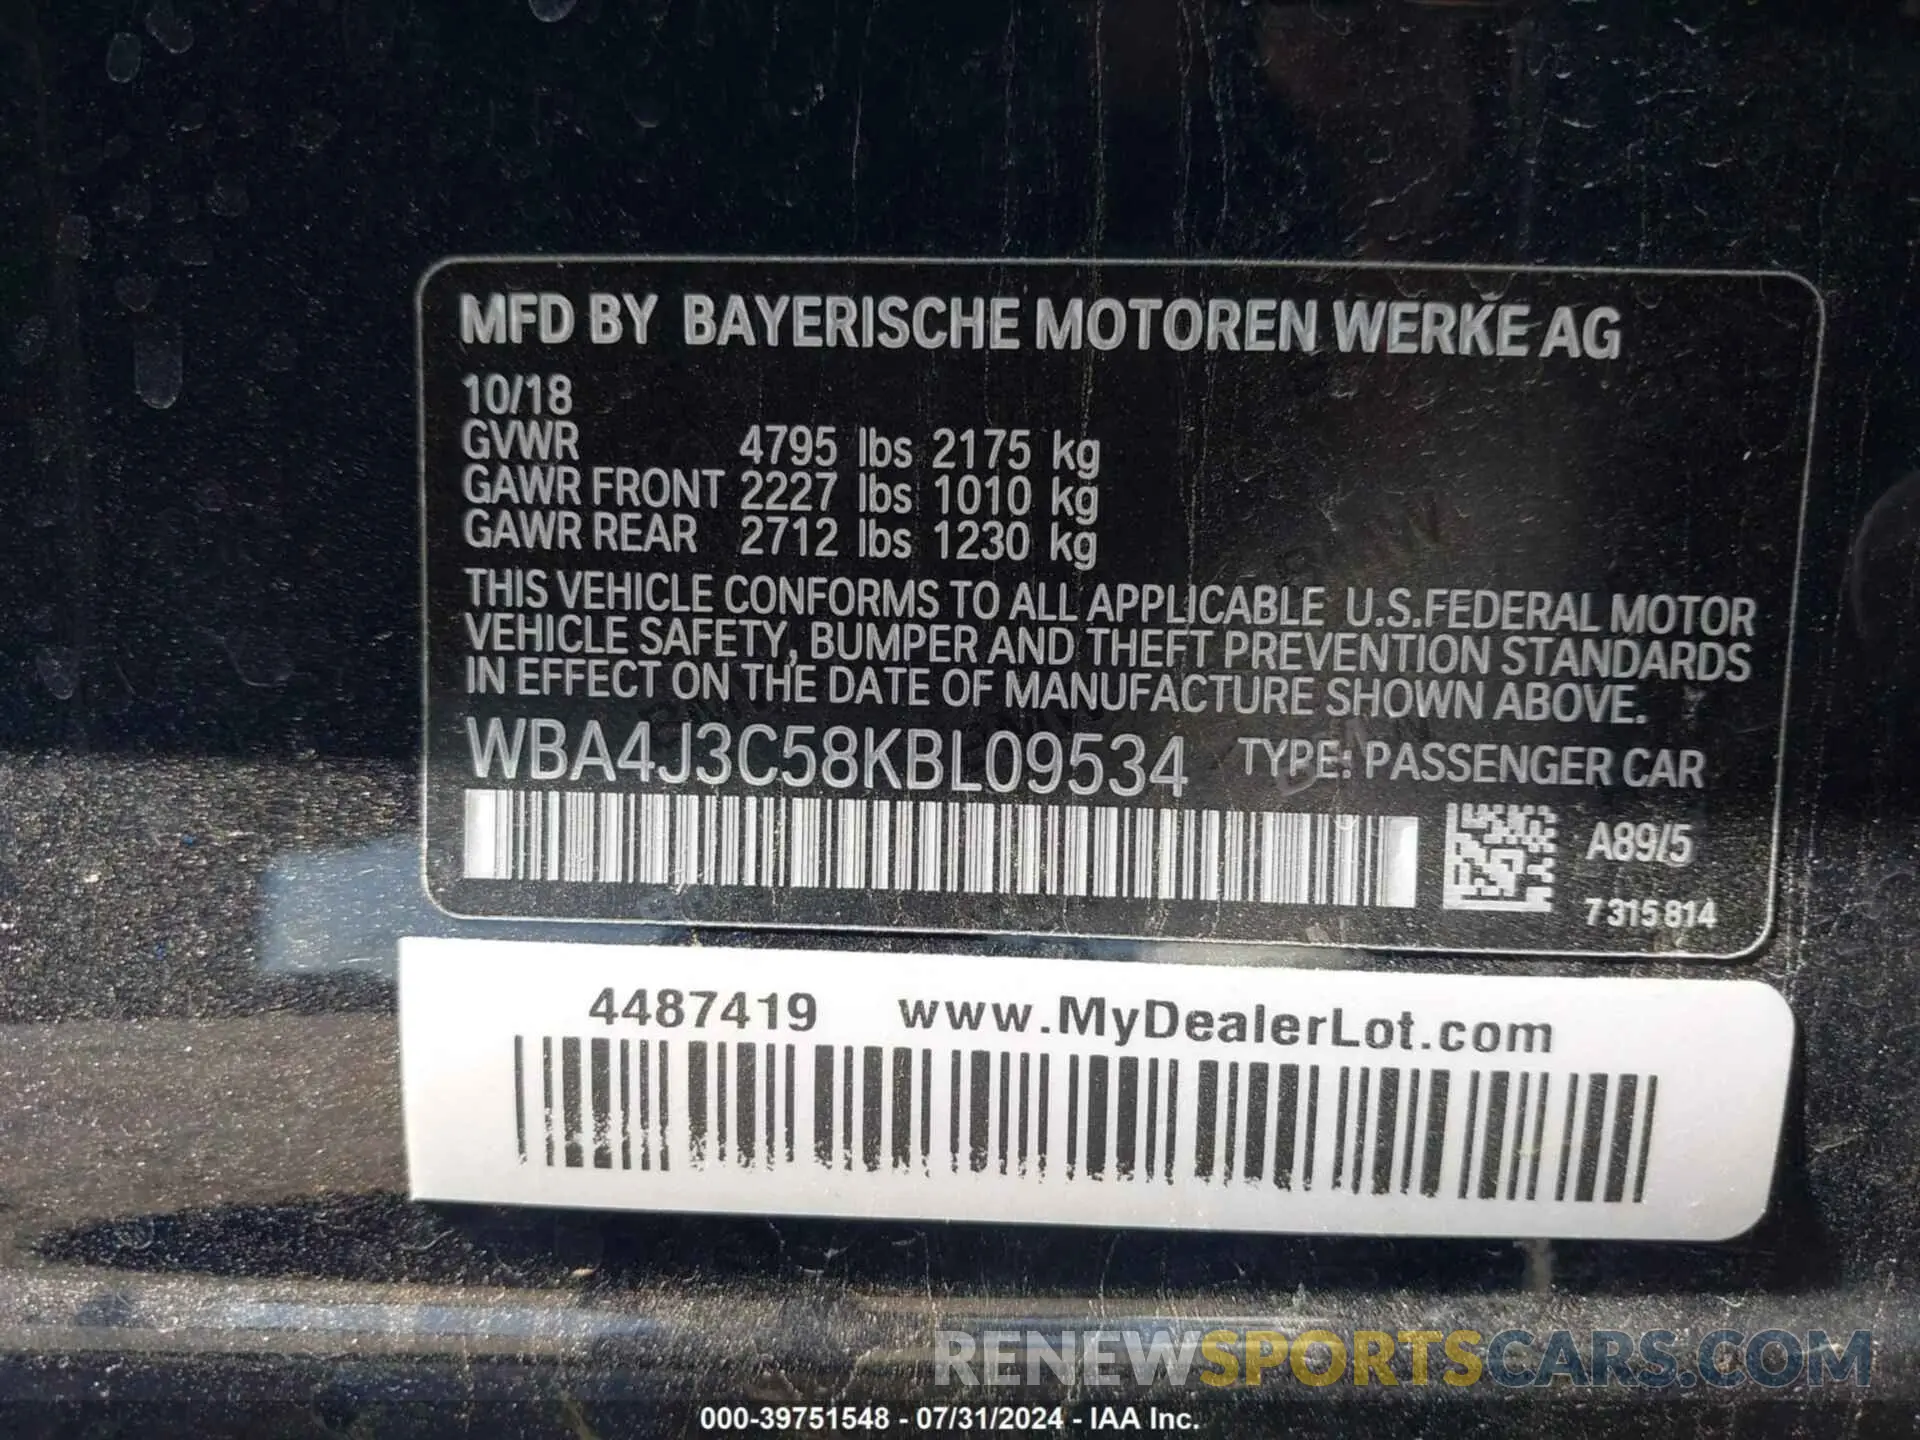 MFD BY BAYERISCHE MOTOREN WERKE AG
10/18
GVWR 4795 lbs 2175 kg
GAWR FRONT 2227 lbs 1010 kg
GAWR REAR 2712 lbs 1230 kg
THIS VEHICLE CONFORMS TO ALL APPLICABLE U.S.FEDERAL MOTOR
VEHICLE SAFETY, BUMPER AND THEFT PREVENTION STANDARDS
IN EFFECT ON THE DATE OF MANUFACTURE SHOWN ABOVE.
WBA4J3C58KBL09534 TYPE: PASSENGER CAR
A89/5
7 315 814
4487419 www.MyDealerLot.com
RENEWSPORTSCARS.COM
000-39751548 - 07/31/2024 - IAA Inc.